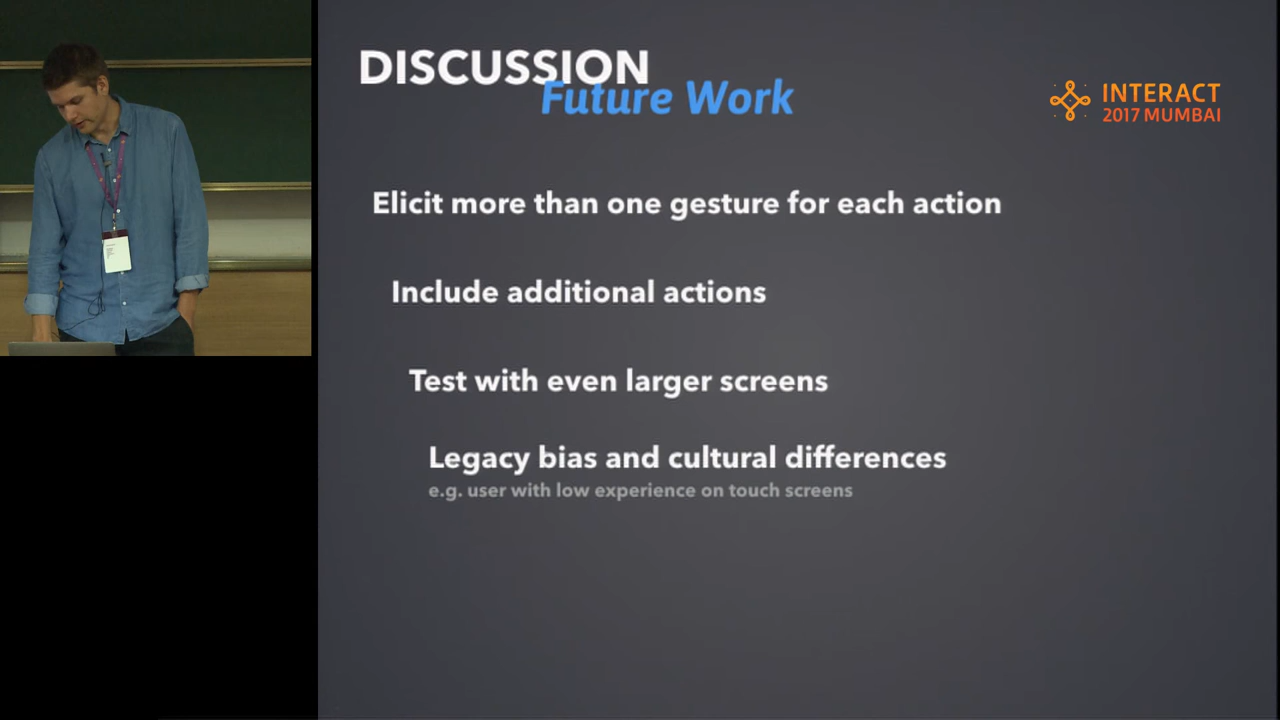 DISCUSSION
Future Work
INTERACT
2017 MUMBAI
Elicit more than one gesture for each action
Include additional actions
Test with even larger screens
Legacy bias and cultural differences
e.g. user with low experience on touch screens